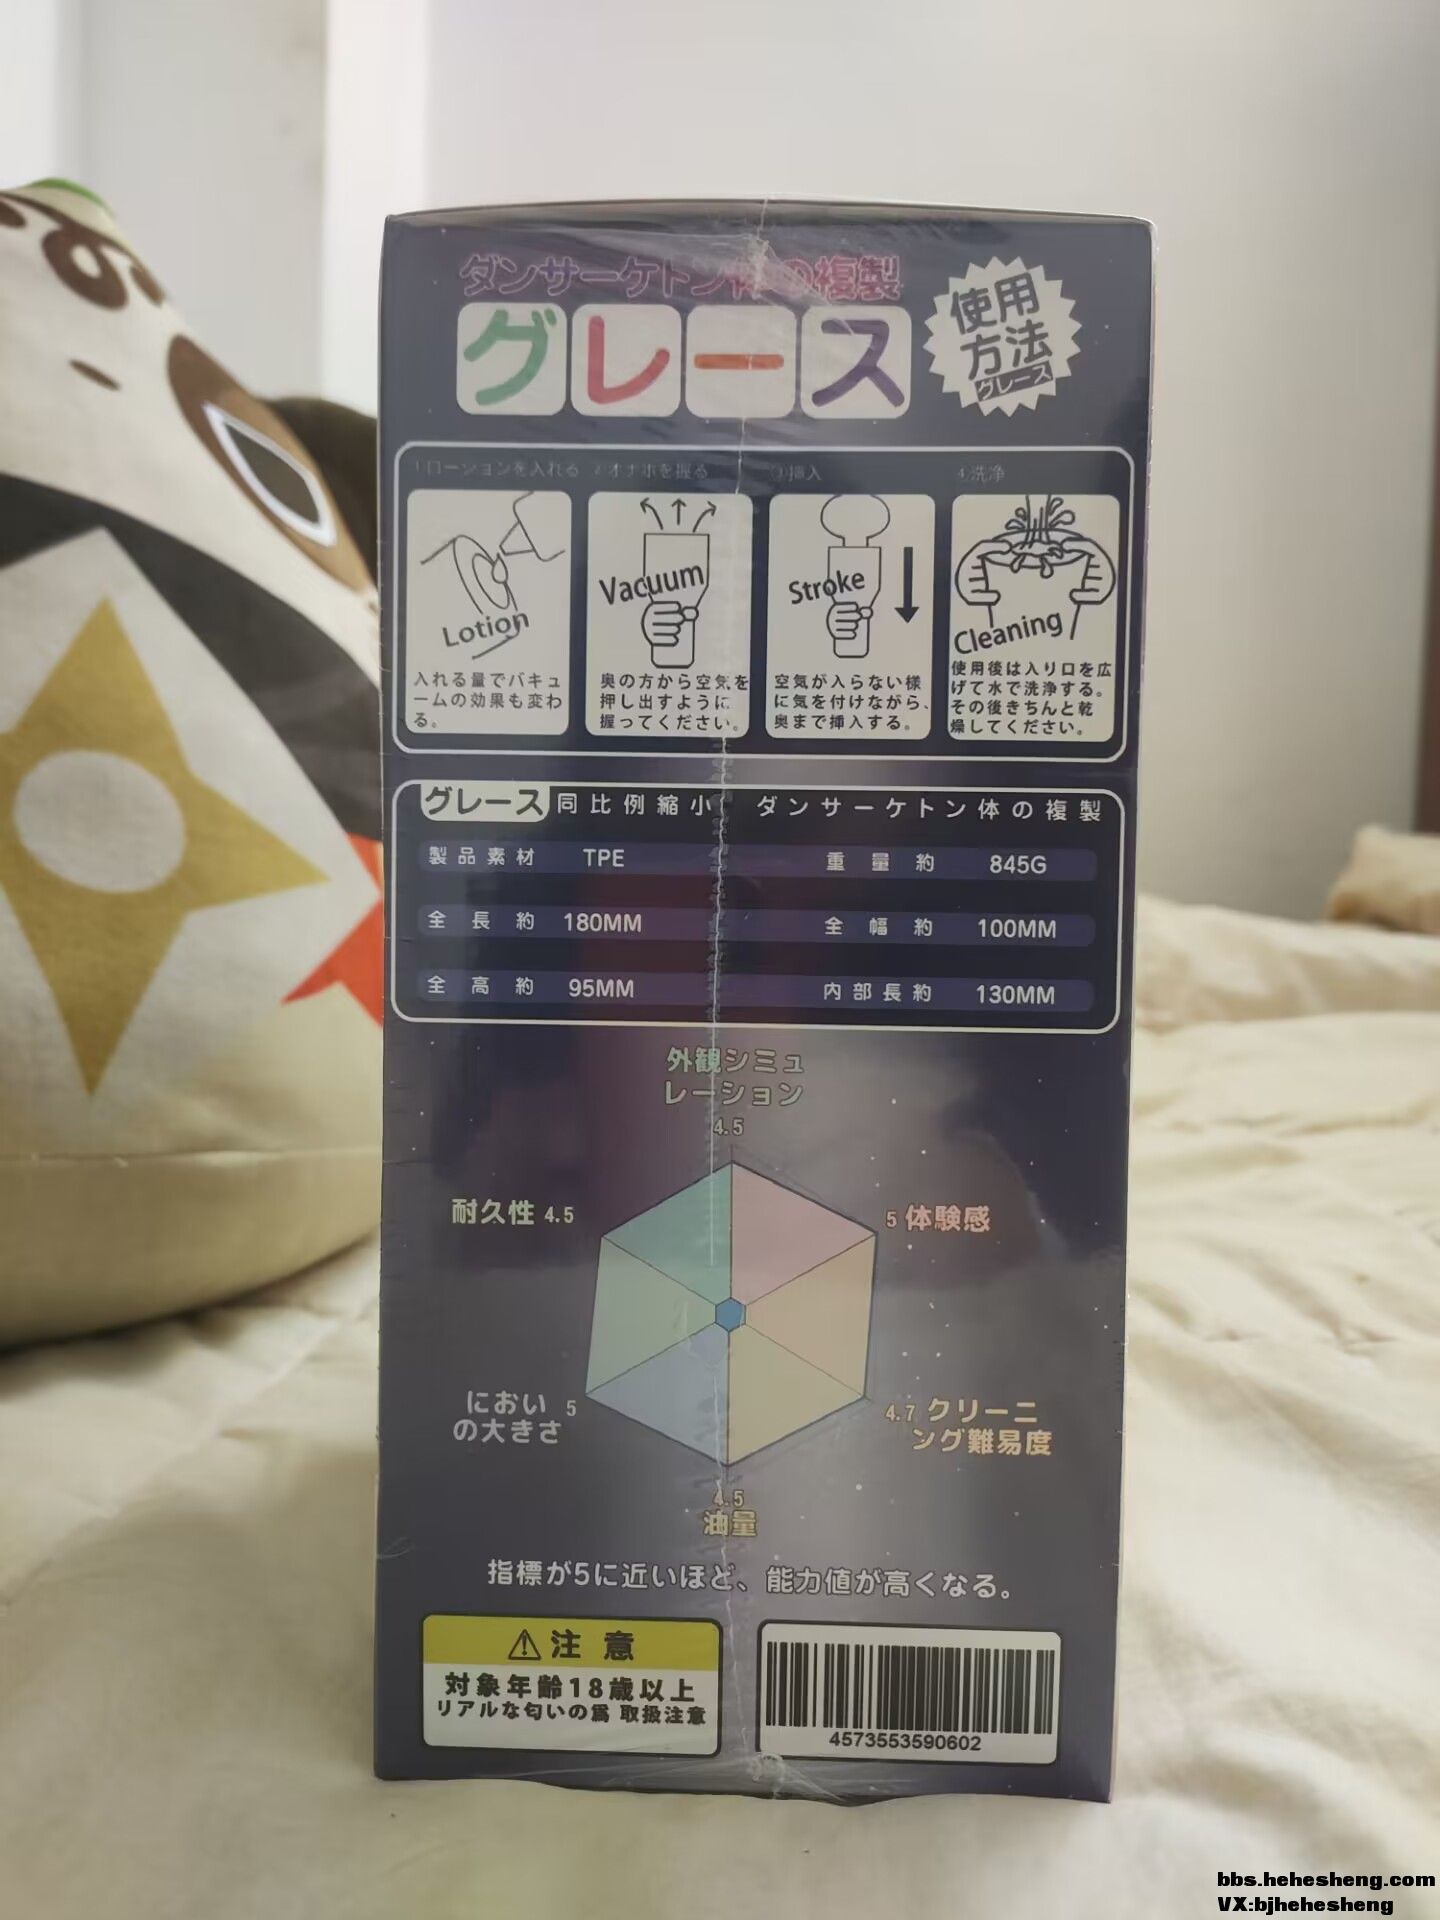 ダンサーケトン体の複製
グレース
使用
方法
グレース
1ローションを入れる 2オナホを握る ③挿入 4洗浄
Lotion
Vacuum
Stroke
Cleaning
入れる量でバキュ
ームの効果も変わ
る。
奥の方から空気を
押し出すように
握ってください。
空気が入らない様
に気を付けながら、
奥まで挿入する。
使用後は入り口を広
げて水で洗浄する。
その後きちんと乾
燥してください。
グレース 同比例縮小 ダンサーケトン体の複製
製品素材 TPE 重量約 845G
全長約 180MM 全幅約 100MM
全高約 95MM 内部長約 130MM
外観シミュ
レーション
4.5
耐久性 4.5
5 体験感
におい
の大きさ 5
4.7 クリーニ
ング難易度
4.5
油量
指標が5に近いほど、能力値が高くなる。
⚠注意
対象年齢18歳以上
リアルな匂いの為 取扱注意
4573553590602
bbs.hehesheng.com
VX:bjhehesheng